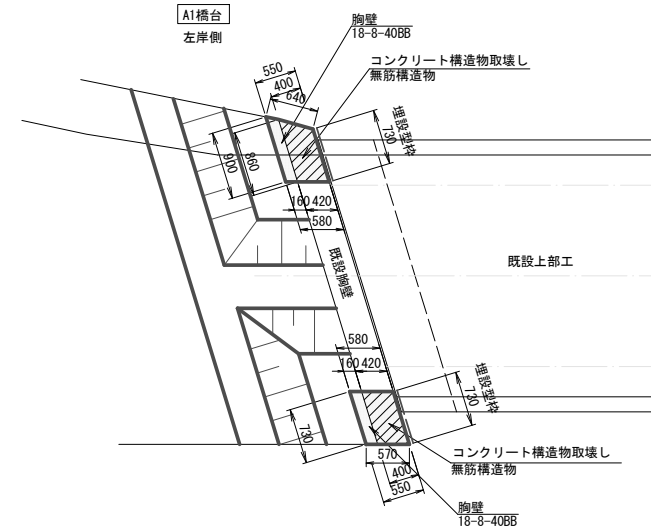 A1橋台
左岸側
胸壁
18-8-40BB
コンクリート構造物取壊し
無筋構造物
550
400
640
埋設型枠
730
900
860
160 420
580
既設胸壁
既設上部工
580
160 420
埋設型枠
730
730
570
400
550
コンクリート構造物取壊し
無筋構造物
胸壁
18-8-40BB